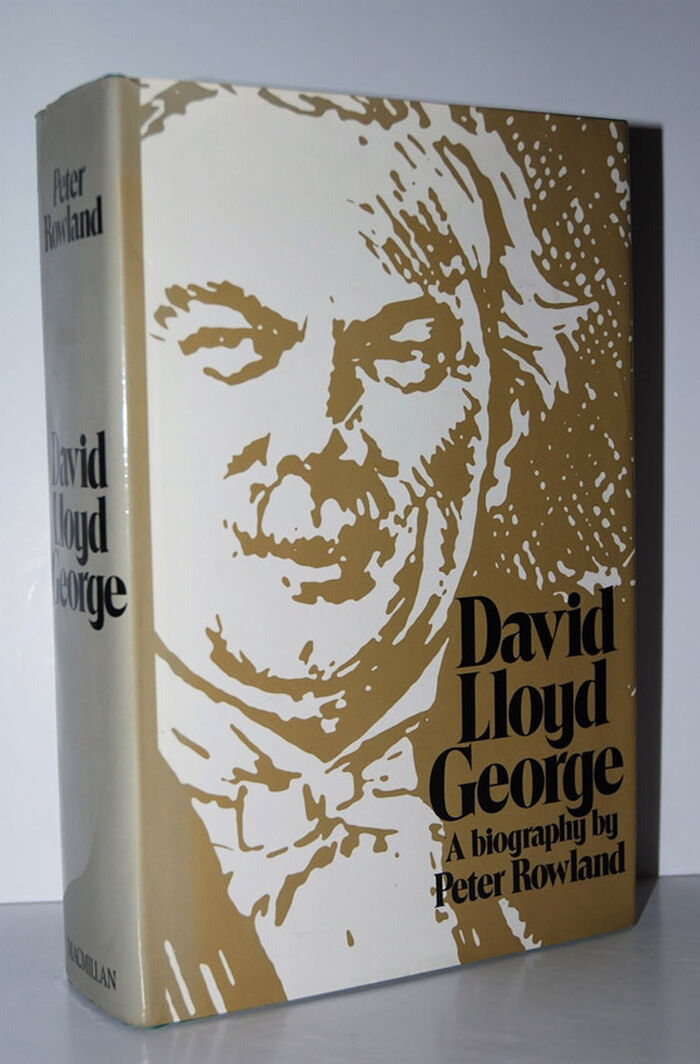 Peter
Rowland
David
Lloyd
George
MACMILLAN
David
Lloyd
George
A biography by
Peter Rowland